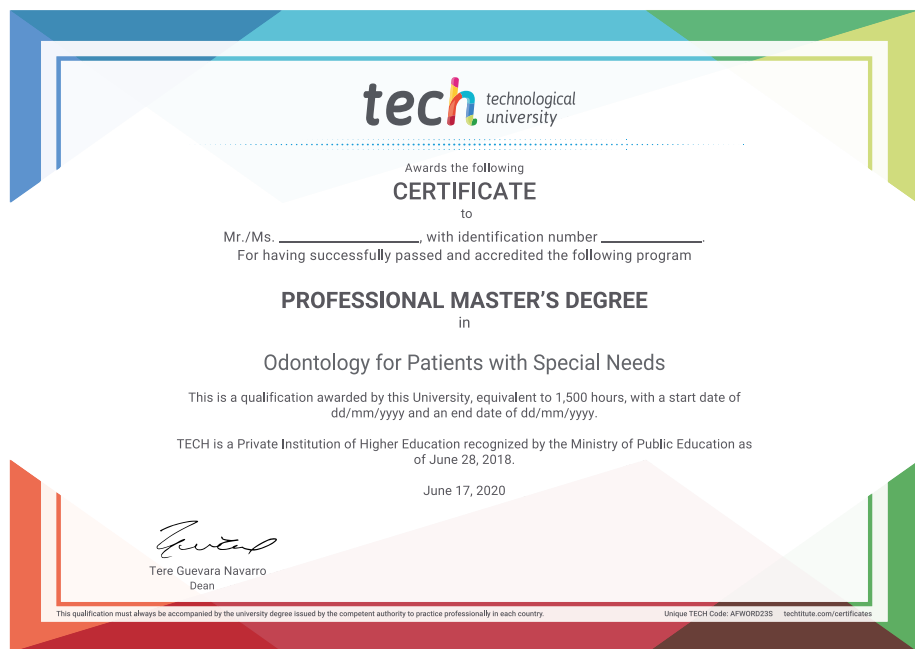 tech technological
university
Awards the following
CERTIFICATE
to
Mr./Ms. ________________, with identification number ____________.
For having successfully passed and accredited the following program
PROFESSIONAL MASTER'S DEGREE
in
Odontology for Patients with Special Needs
This is a qualification awarded by this University, equivalent to 1,500 hours, with a start date of
dd/mm/yyyy and an end date of dd/mm/yyyy.
TECH is a Private Institution of Higher Education recognized by the Ministry of Public Education as
of June 28, 2018.
June 17, 2020
Tere Guevara Navarro
Dean
This qualification must always be accompanied by the university degree issued by the competent authority to practice professionally in each country. Unique TECH Code: AFWORD23S techtitute.com/certificates